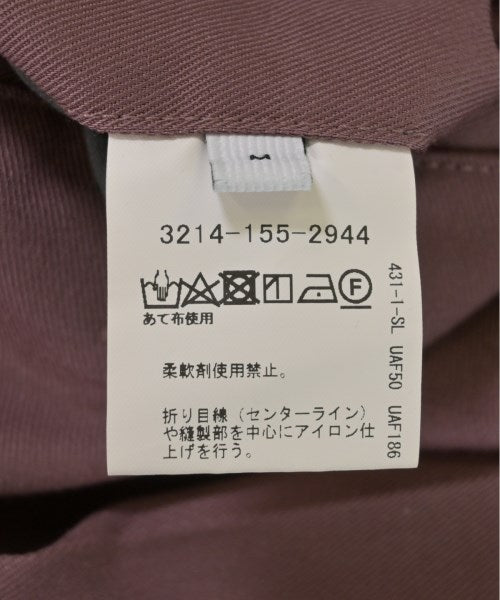 3214-155-2944
F
あて布使用
柔軟剤使用禁止。
折り目線（センターライン）
や縫製部を中心にアイロン仕
上げを行う。
431-1-SL UAF50 UAF186